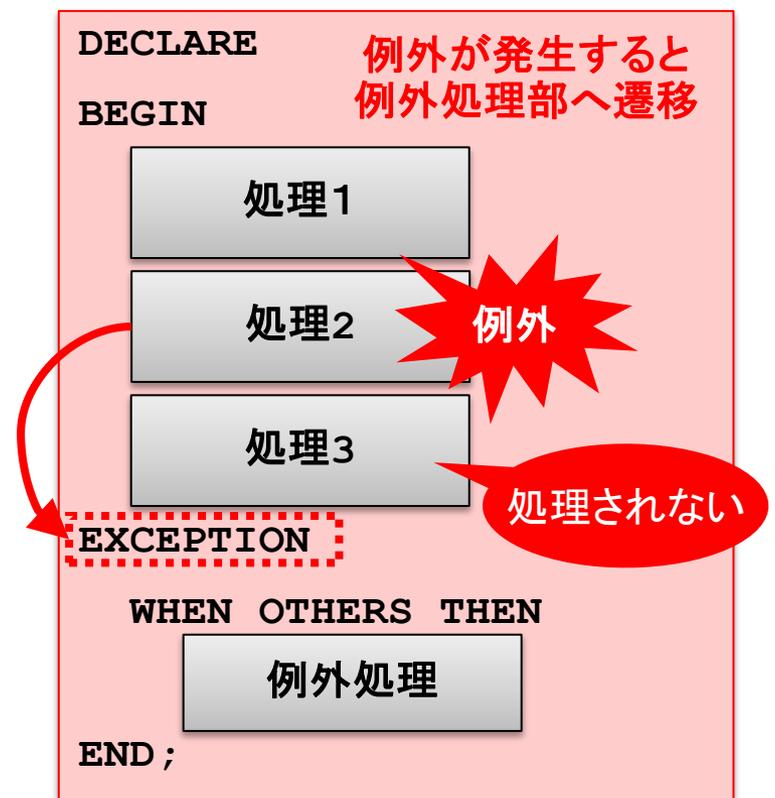 DECLARE
例外が発生すると
例外処理部へ遷移
BEGIN
処理1
処理2
例外
処理3
処理されない
EXCEPTION
WHEN OTHERS THEN
例外処理
END;